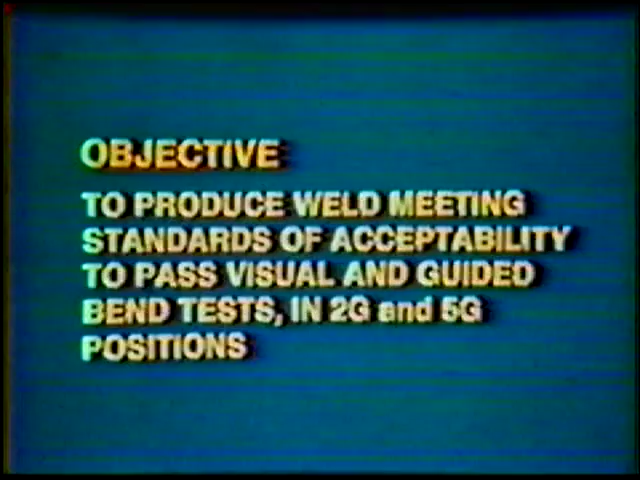 OBJECTIVE
TO PRODUCE WELD MEETING
STANDARDS OF ACCEPTABILITY
TO PASS VISUAL AND GUIDED
BEND TESTS, IN 2G and 5G
POSITIONS